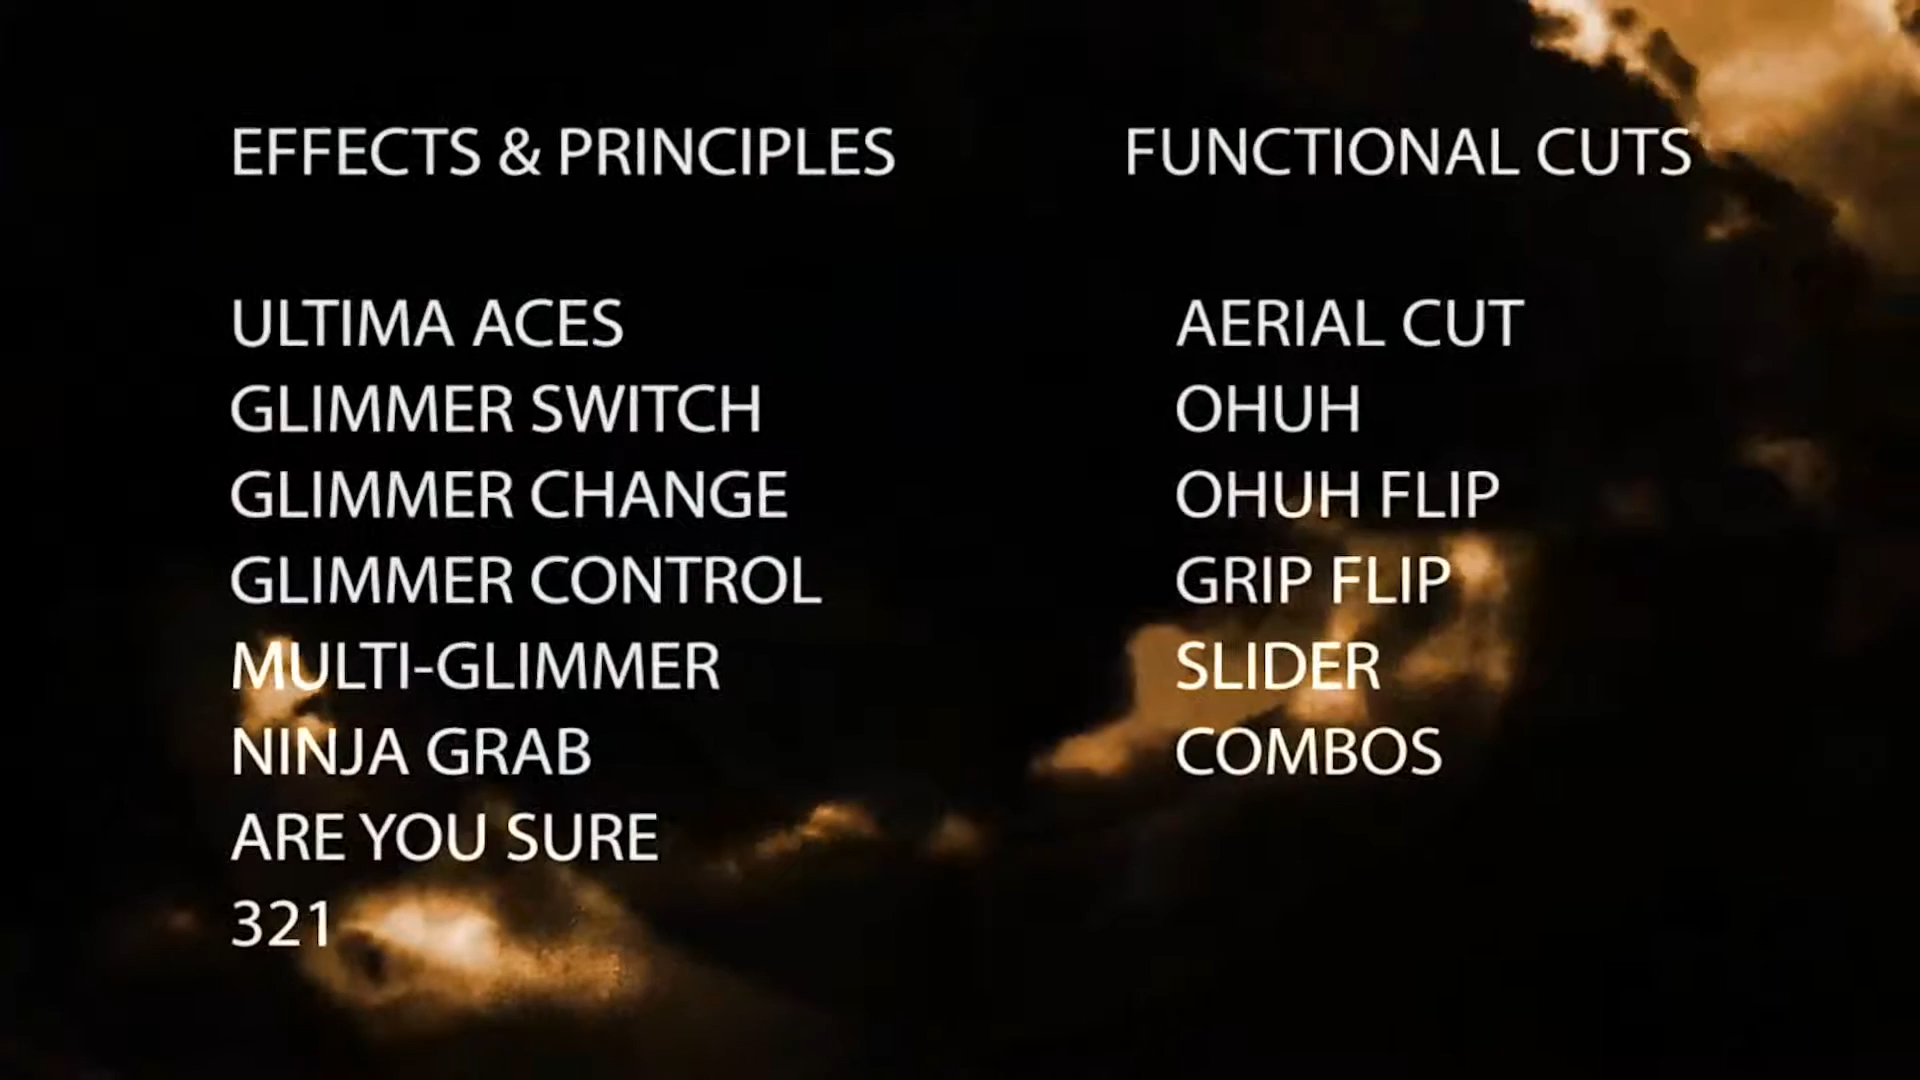 EFFECTS & PRINCIPLES
ULTIMA ACES
GLIMMER SWITCH
GLIMMER CHANGE
GLIMMER CONTROL
MULTI-GLIMMER
NINJA GRAB
ARE YOU SURE
321
FUNCTIONAL CUTS
AERIAL CUT
OHUH
OHUH FLIP
GRIP FLIP
SLIDER
COMBOS